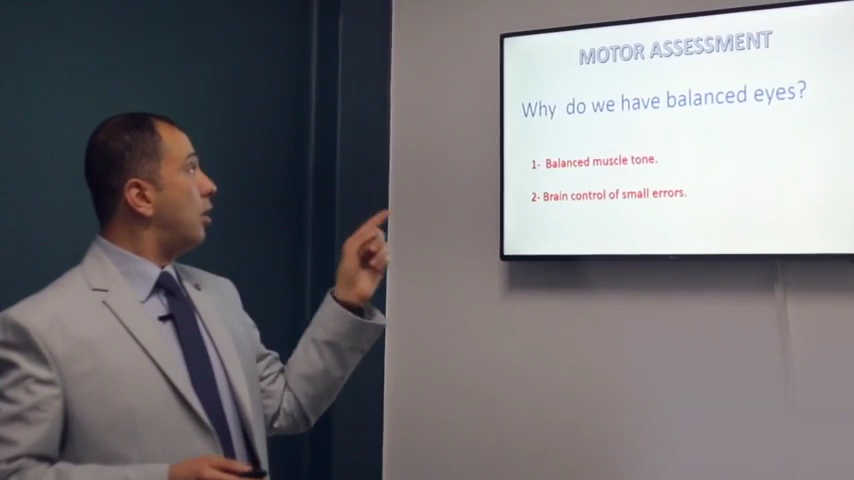 MOTOR ASSESSMENT
Why do we have balanced eyes?
1- Balanced muscle tone.
2- Brain control of small errors.